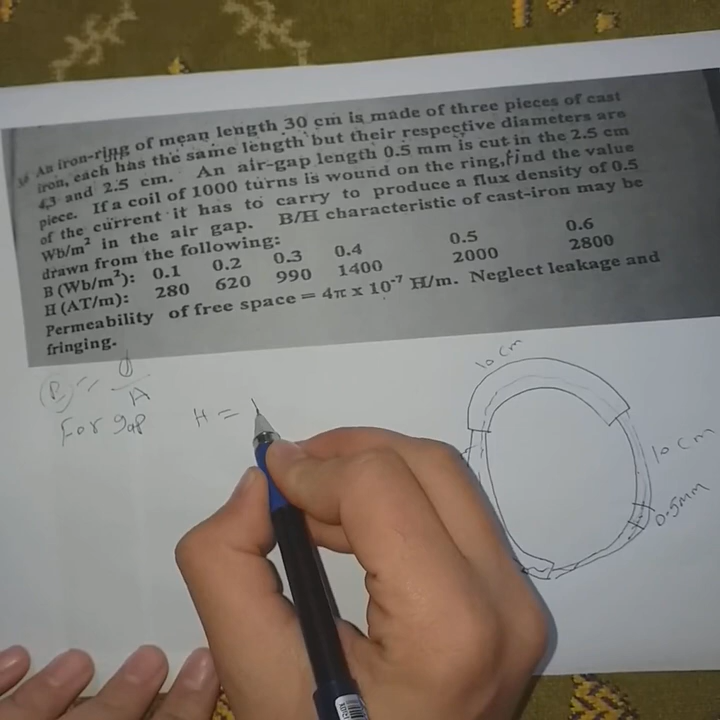 An iron-ring of mean length 30 cm is made of three pieces of cast
iron, each has the same length but their respective diameters are
4,3 and 2.5 cm. An air-gap length 0.5 mm is cut in the 2.5 cm
piece. If a coil of 1000 turns is wound on the ring, find the value
of the current it has to carry to produce a flux density of 0.5
Wb/m² in the air gap. B/H characteristic of cast-iron may be
drawn from the following:
B (Wb/m²): 0.1 0.2 0.3 0.4 0.5 0.6
H (AT/m): 280 620 990 1400 2000 2800
Permeability of free space = 4π x 10⁻⁷ H/m. Neglect leakage and
fringing.
10 cm
A
For gap H =
10 cm
0.5mm